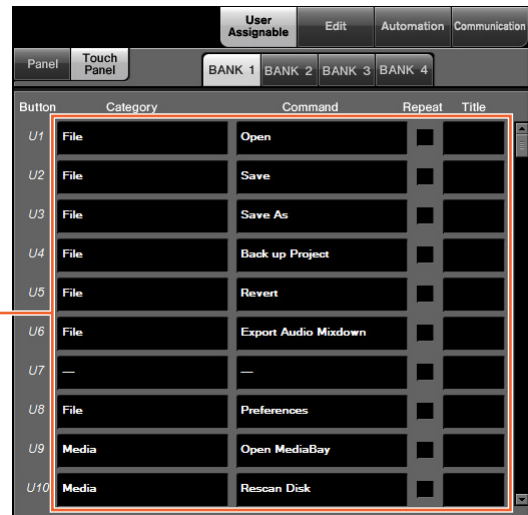 User
Assignable
Edit
Automation
Communication
Panel
Touch
Panel
BANK 1
BANK 2
BANK 3
BANK 4
Button Category Command Repeat Title
U1 File Open
U2 File Save
U3 File Save As
U4 File Back up Project
U5 File Revert
U6 File Export Audio Mixdown
U7 — —
U8 File Preferences
U9 Media Open MediaBay
U10 Media Rescan Disk